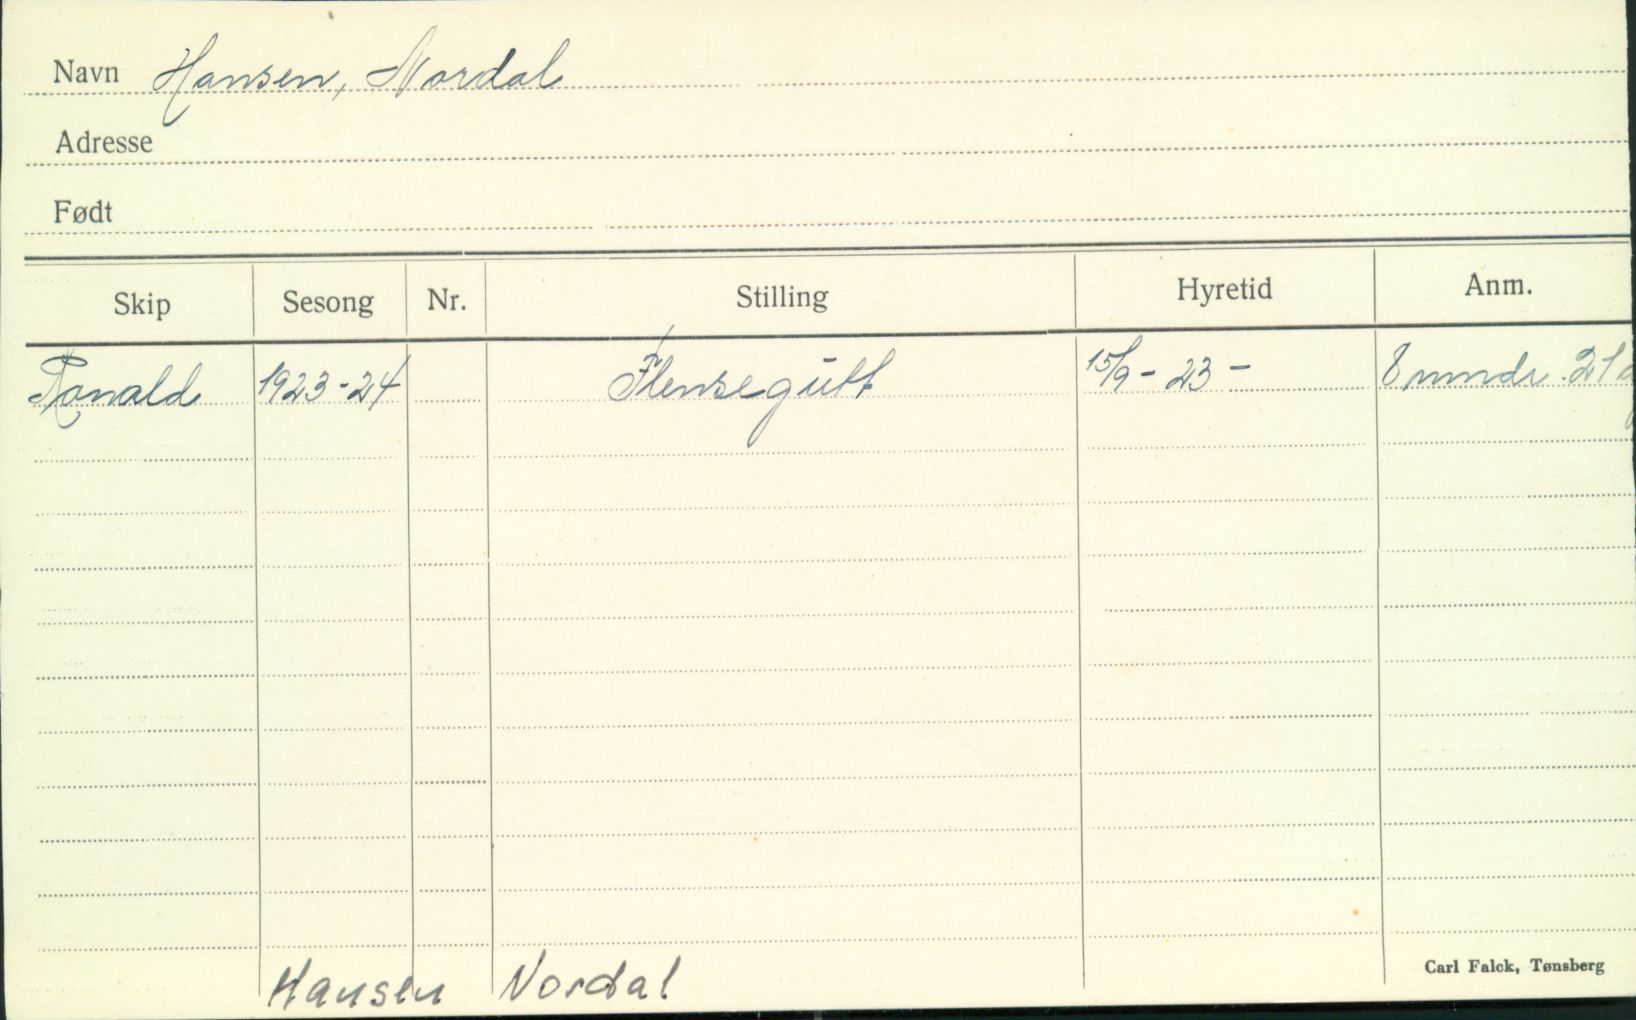 Navn Hansen, Nordal
Adresse
Født
Skip Sesong Nr. Stilling Hyretid Anm.
Ronald 1923-24 Flensegutt 15/9 - 23 - 8 mndr. 21
Hansen Nordal
Carl Falck, Tønsberg